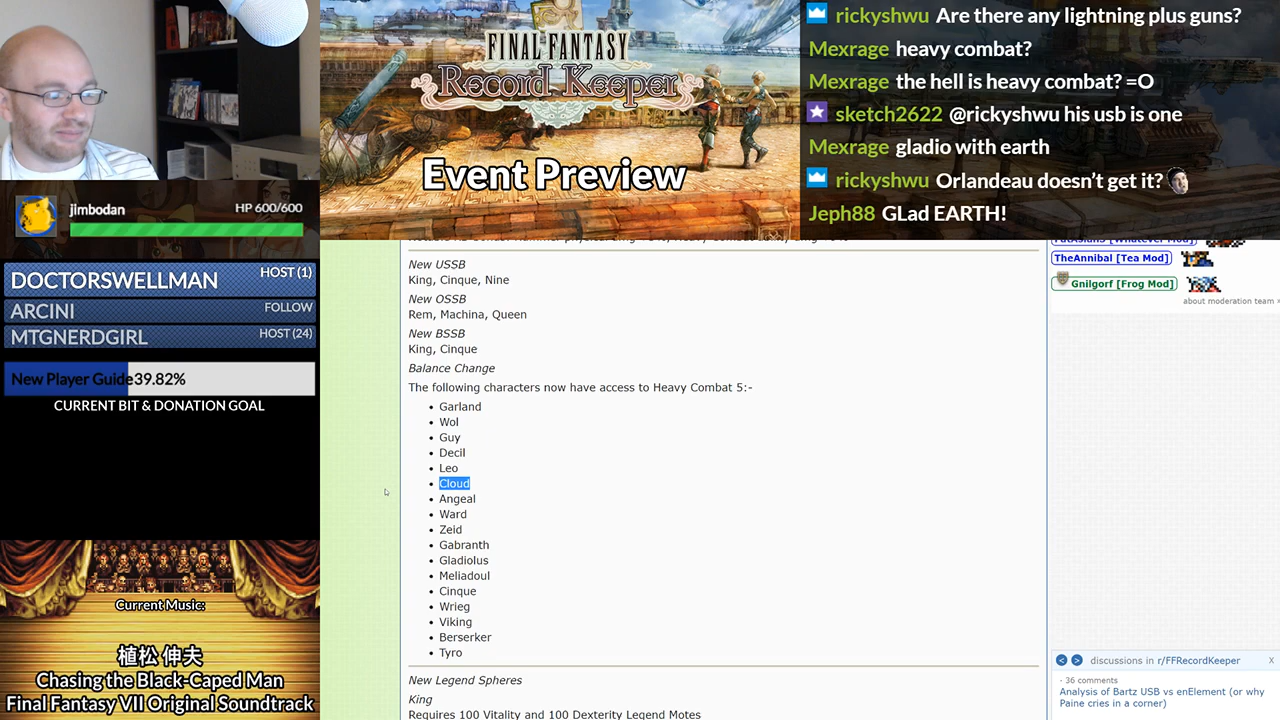 FINAL FANTASY
Record Keeper
Event Preview
rickyshwu Are there any lightning plus guns?
Mexrage heavy combat?
Mexrage the hell is heavy combat? =O
sketch2622 @rickyshwu his usb is one
Mexrage gladio with earth
rickyshwu Orlandeau doesn't get it?
Jeph88 GLad EARTH!
jimbodan HP 600/600
DOCTORSWELLMAN HOST (1)
ARCINI FOLLOW
MTGNERDGIRL HOST (24)
New Player Guide39.82%
CURRENT BIT & DONATION GOAL
Current Music:
植松 伸夫
Chasing the Black-Caped Man
Final Fantasy VII Original Soundtrack
New USSB
King, Cinque, Nine
New OSSB
Rem, Machina, Queen
New BSSB
King, Cinque
Balance Change
The following characters now have access to Heavy Combat 5:-
Garland
Wol
Guy
Decil
Leo
Cloud
Angeal
Ward
Zeid
Gabranth
Gladiolus
Meliadoul
Cinque
Wrieg
Viking
Berserker
Tyro
New Legend Spheres
King
Requires 100 Vitality and 100 Dexterity Legend Motes
TheAnnibal [Tea Mod]
Gnilgorf [Frog Mod]
about moderation team »
discussions in r/FFRecordKeeper X
· 36 comments
Analysis of Bartz USB vs enElement (or why
Paine cries in a corner)